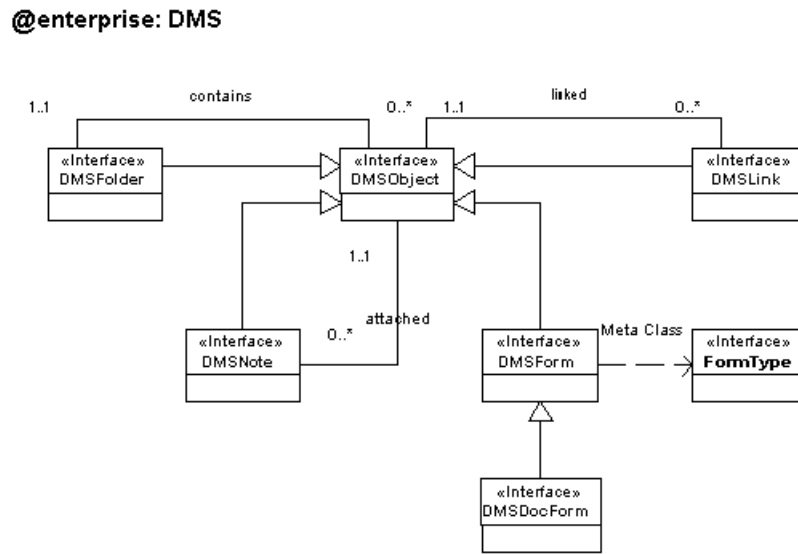 @enterprise: DMS
contains
linked
1..1
0..*
1..1
0..*
«Interface»
DMSFolder
«Interface»
DMSObject
«Interface»
DMSLink
1..1
0..*
attached
Meta Class
«Interface»
DMSNote
«Interface»
DMSForm
«Interface»
FormType
«Interface»
DMSDocForm